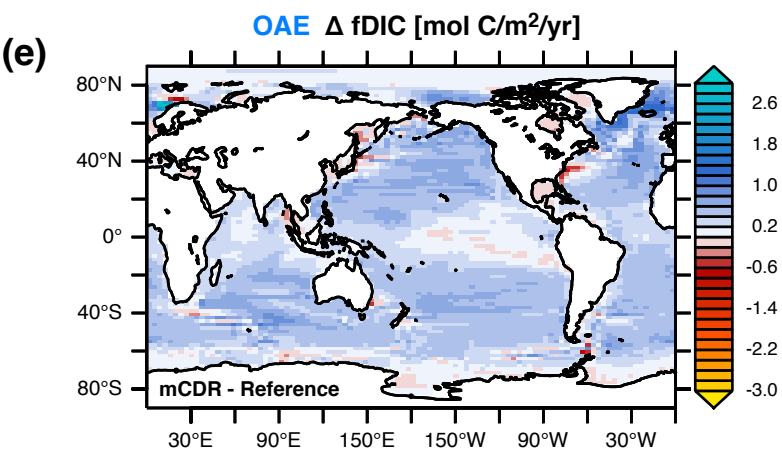 (e)
OAE Δ fDIC [mol C/m²/yr]
80°N
40°N
0°
40°S
80°S
mCDR - Reference
30°E 90°E 150°E 150°W 90°W 30°W
2.6
1.8
1.0
0.2
-0.6
-1.4
-2.2
-3.0